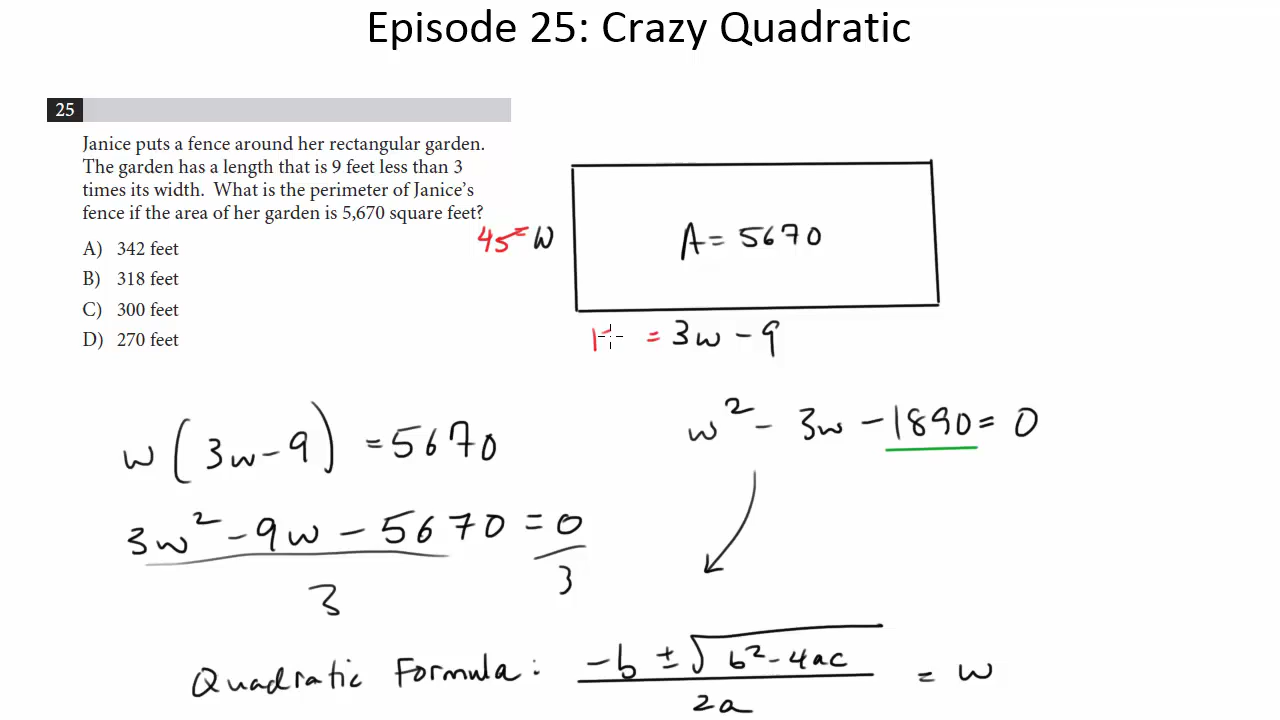 Episode 25: Crazy Quadratic
25
Janice puts a fence around her rectangular garden.
The garden has a length that is 9 feet less than 3
times its width. What is the perimeter of Janice's
fence if the area of her garden is 5,670 square feet?
A) 342 feet
B) 318 feet
C) 300 feet
D) 270 feet
45 = W
A = 5670
= 3w - 9
w(3w - 9) = 5670
3w² - 9w - 5670 = 0
3 3
w² - 3w - 1890 = 0
Quadratic Formula: -b ± √b² - 4ac = w
2a